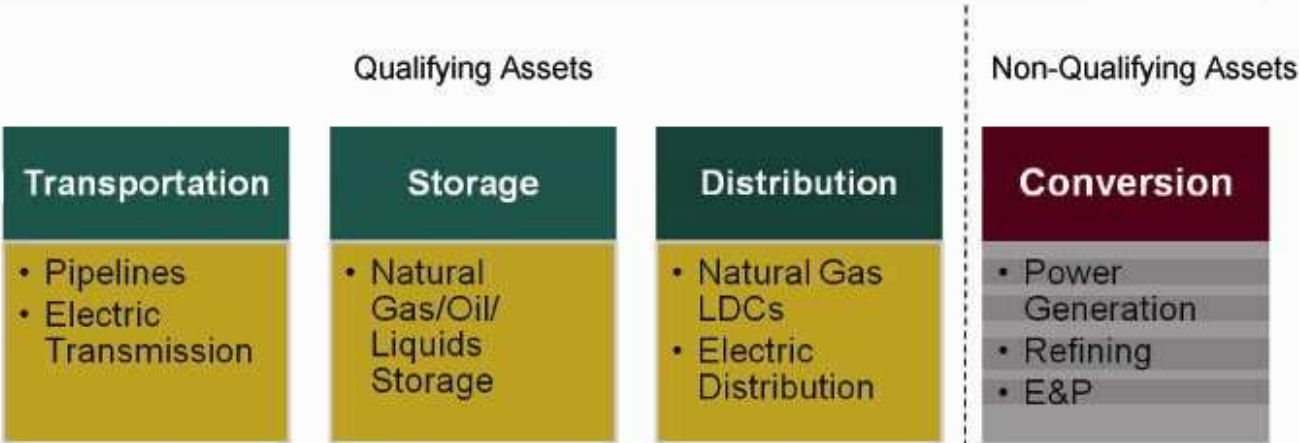 Qualifying Assets
Non-Qualifying Assets
Transportation
• Pipelines
• Electric
Transmission
Storage
• Natural
Gas/Oil/
Liquids
Storage
Distribution
• Natural Gas
LDCs
• Electric
Distribution
Conversion
• Power
Generation
• Refining
• E&P